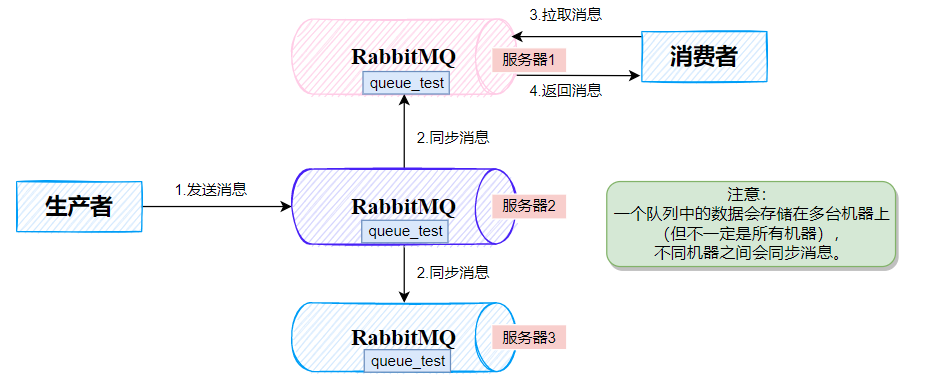 3.拉取消息
RabbitMQ
服务器1
消费者
queue_test
4.返回消息
2.同步消息
生产者
1.发送消息
RabbitMQ
服务器2
queue_test
注意：
一个队列中的数据会存储在多台机器上
（但不一定是所有机器），
不同机器之间会同步消息。
2.同步消息
RabbitMQ
服务器3
queue_test